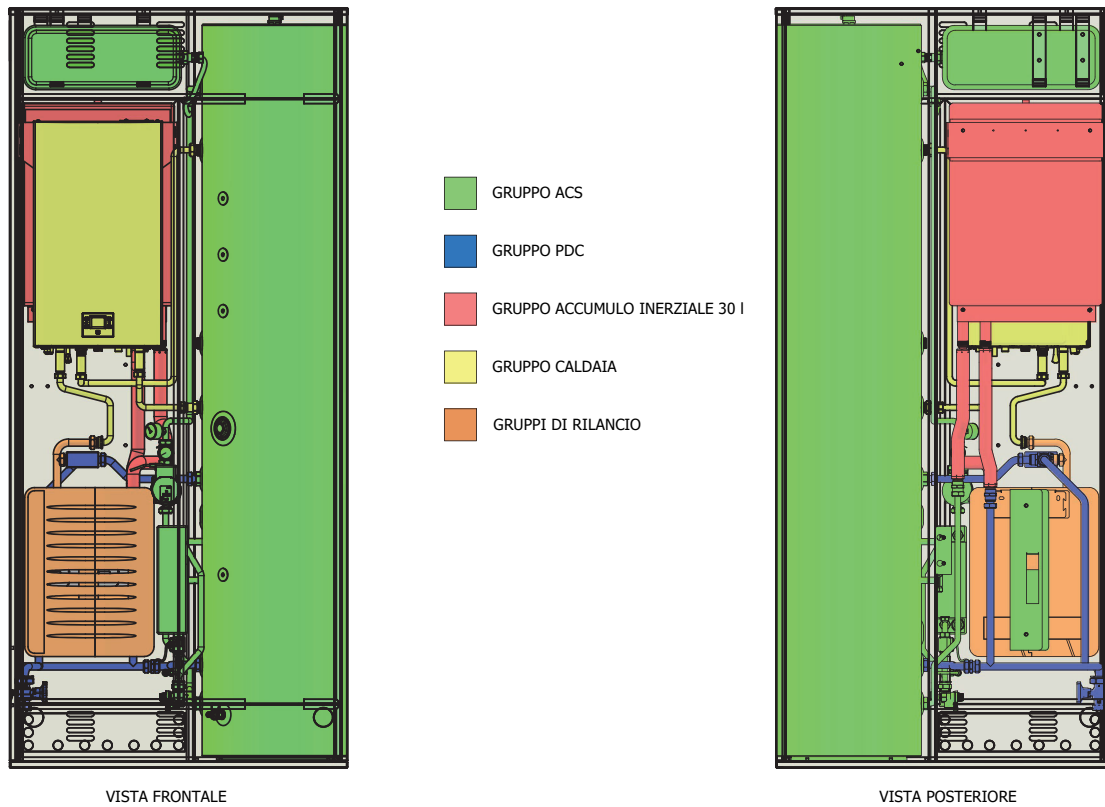 GRUPPO ACS
GRUPPO PDC
GRUPPO ACCUMULO INERZIALE 30 l
GRUPPO CALDAIA
GRUPPI DI RILANCIO
VISTA FRONTALE
VISTA POSTERIORE